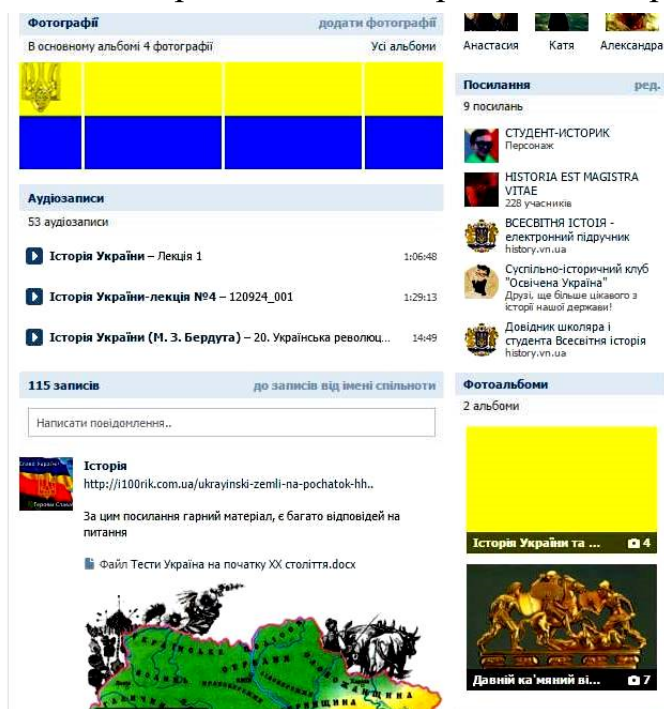 Фотографії додати фотографії
В основному альбомі 4 фотографії Усі альбоми
Аудіозаписи
53 аудіозаписи
Історія України – Лекція 1 1:06:48
Історія України-лекція №4 – 120924_001 1:29:13
Історія України (М. З. Бердута) – 20. Українська революц... 14:49
115 записів до записів від імені спільноти
Написати повідомлення..
Історія
http://i100rik.com.ua/ukrayinski-zemli-na-pochatok-hh..
За цим посилання гарний матеріал, є багато відповідей на
питання
Файл Тести Україна на початку ХХ століття.docx
Анастасия Катя Александра
Посилання ред.
9 посилань
СТУДЕНТ-ИСТОРИК
Персонаж
HISTORIA EST MAGISTRA
VITAE
228 учасників
ВСЕСВІТНЯ ІСТОІЯ -
електронний підручник
history.vn.ua
Суспільно-історичний клуб
"Освічена Україна"
Друзі, ще більше цікавого з
історії нашої держави!
Довідник школяра і
студента Всесвітня історія
history.vn.ua
Фотоальбоми
2 альбоми
Історія України та ... 4
Давній ка'мяний ві... 7